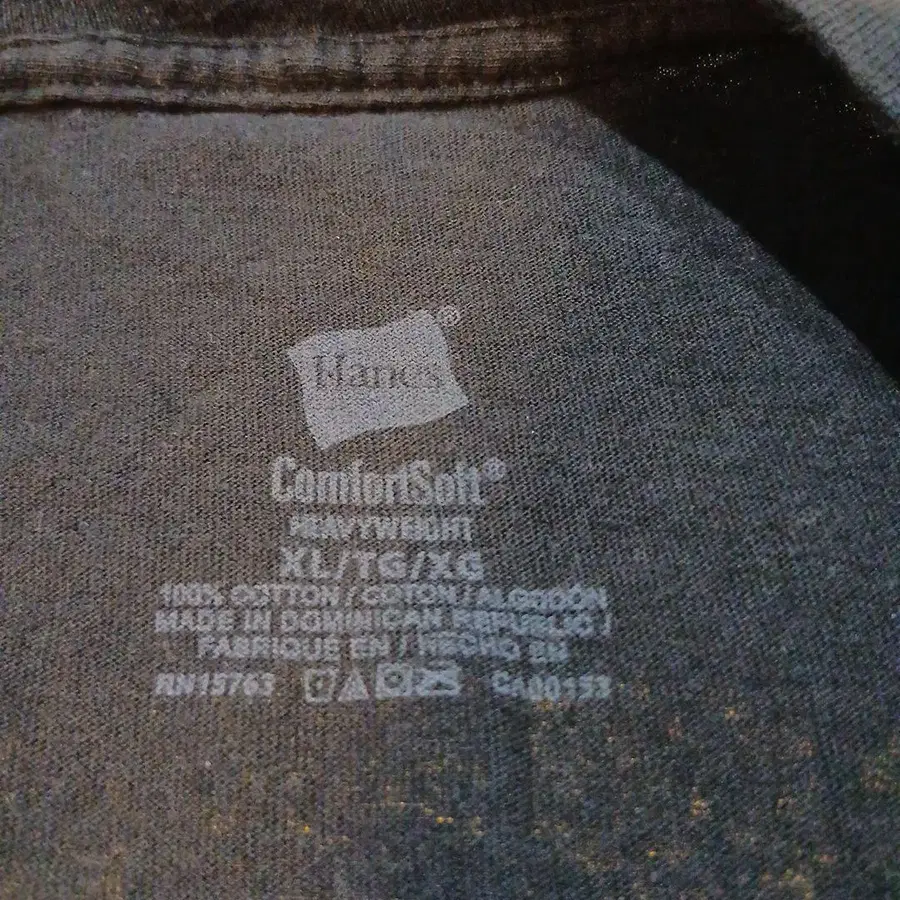 Hanes®
ComfortSoft®
HEAVYWEIGHT
XL/TG/XG
100% COTTON / COTON / ALGODÓN
MADE IN DOMINICAN REPUBLIC /
FABRIQUE EN / HECHO EN
RN15763 CA00153